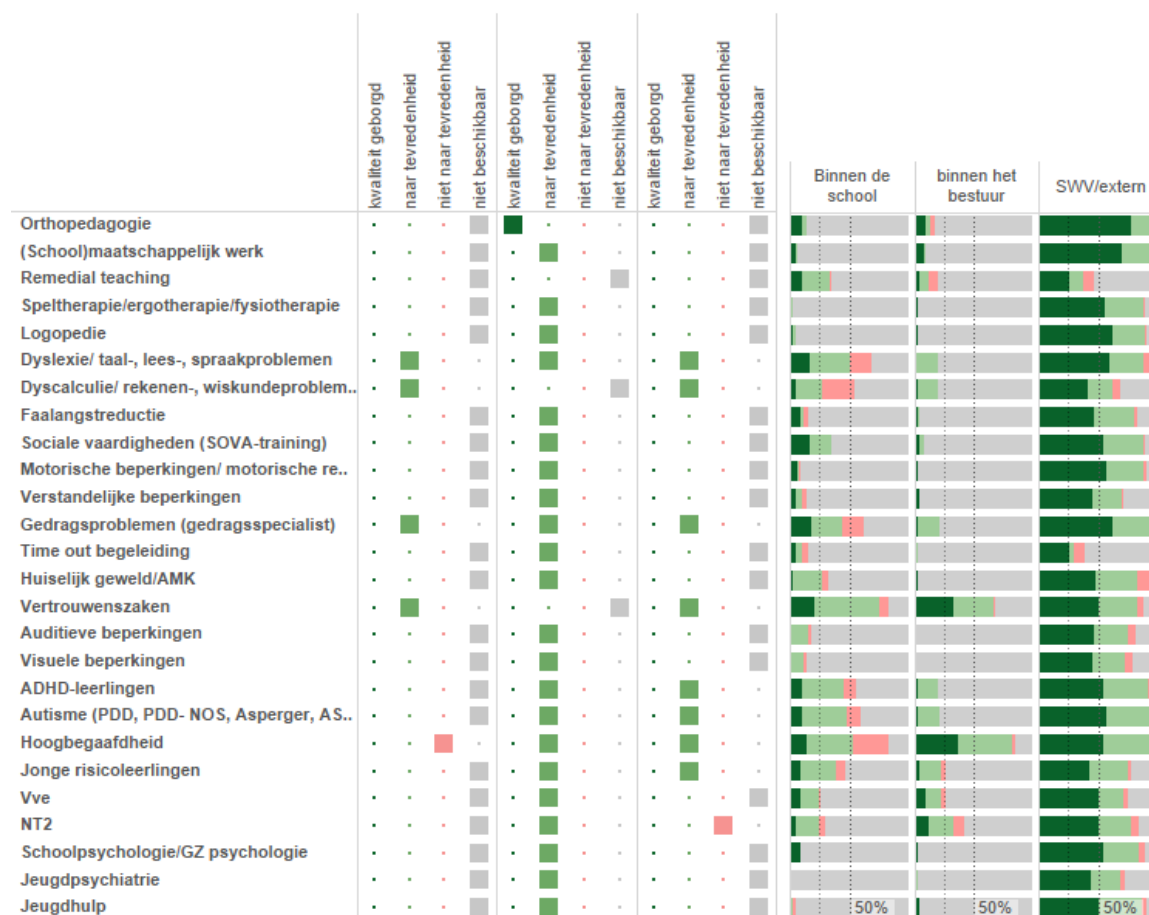 kwaliteit geborgd
naar tevredenheid
niet naar tevredenheid
niet beschikbaar
kwaliteit geborgd
naar tevredenheid
niet naar tevredenheid
niet beschikbaar
kwaliteit geborgd
naar tevredenheid
niet naar tevredenheid
niet beschikbaar
Binnen de
school
binnen het
bestuur
SWV/extern
Orthopedagogie
(School)maatschappelijk werk
Remedial teaching
Speltherapie/ergotherapie/fysiotherapie
Logopedie
Dyslexie/ taal-, lees-, spraakproblemen
Dyscalculie/ rekenen-, wiskundeproblem..
Faalangstreductie
Sociale vaardigheden (SOVA-training)
Motorische beperkingen/ motorische re..
Verstandelijke beperkingen
Gedragsproblemen (gedragsspecialist)
Time out begeleiding
Huiselijk geweld/AMK
Vertrouwenszaken
Auditieve beperkingen
Visuele beperkingen
ADHD-leerlingen
Autisme (PDD, PDD- NOS, Asperger, AS..
Hoogbegaafdheid
Jonge risicoleerlingen
Vve
NT2
Schoolpsychologie/GZ psychologie
Jeugdpsychiatrie
Jeugdhulp
50%
50%
50%